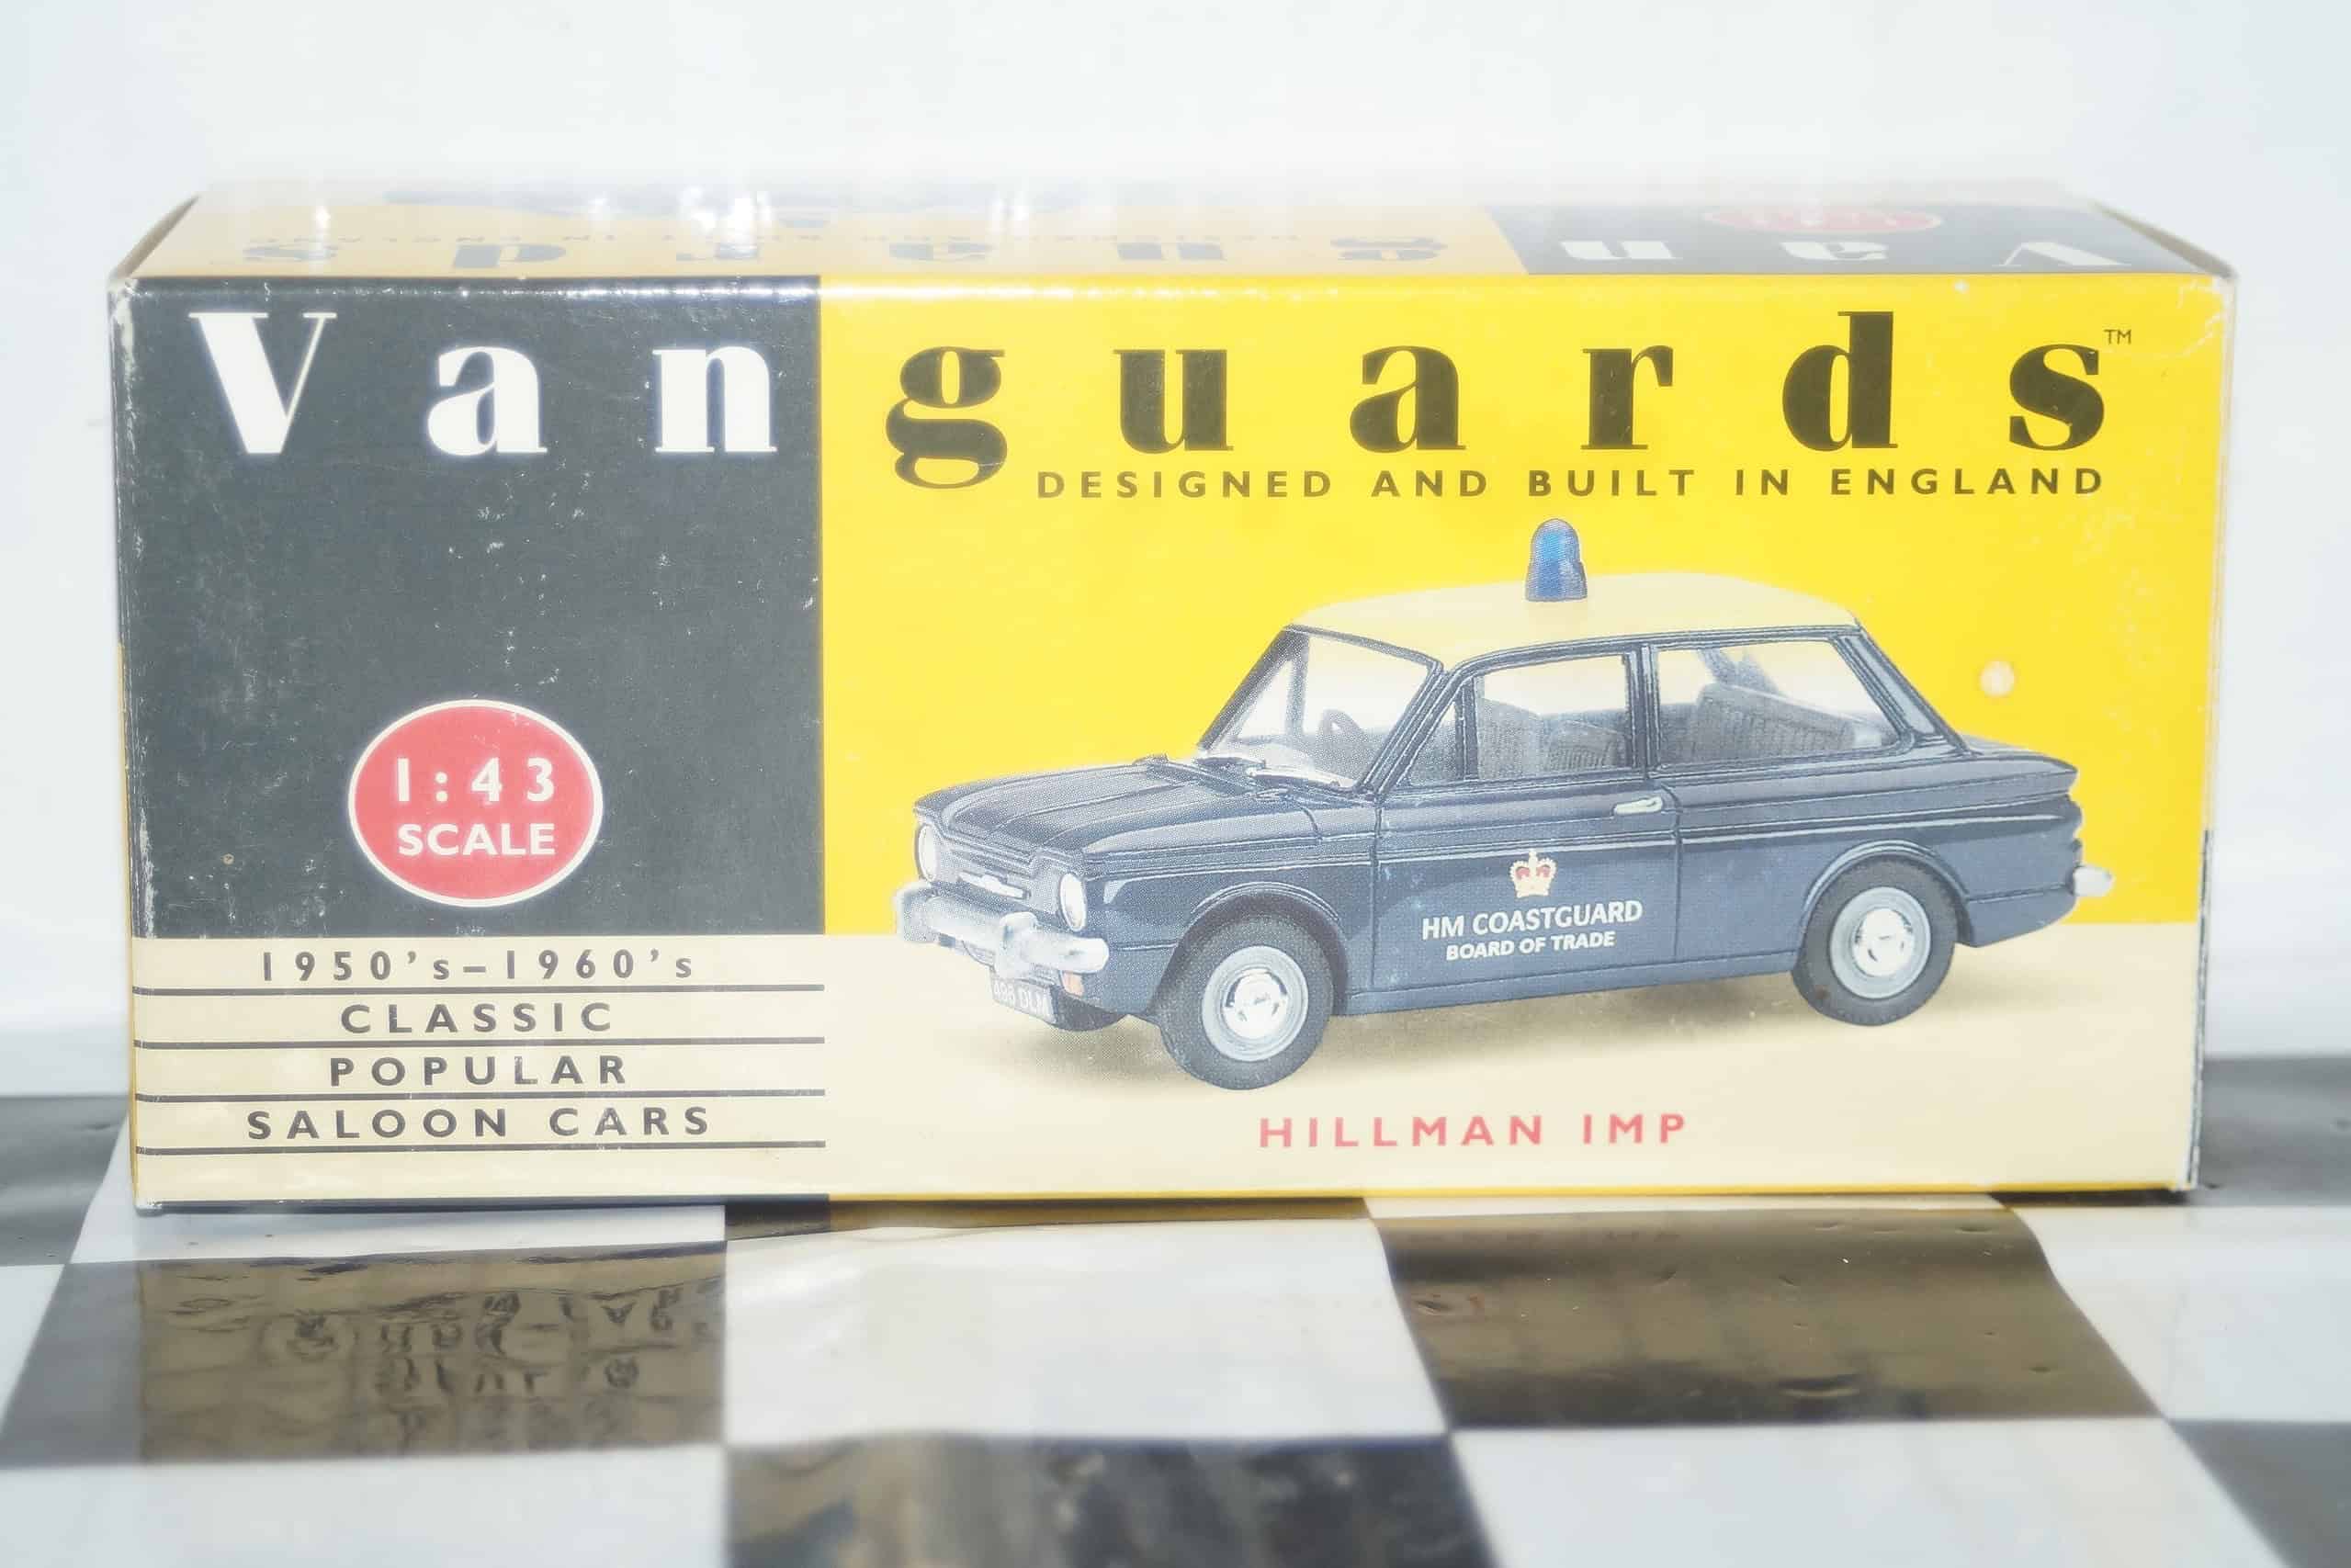 Vanguards™
DESIGNED AND BUILT IN ENGLAND
1:43
SCALE
HM COASTGUARD
BOARD OF TRADE
1950's–1960's
CLASSIC
POPULAR
SALOON CARS
HILLMAN IMP